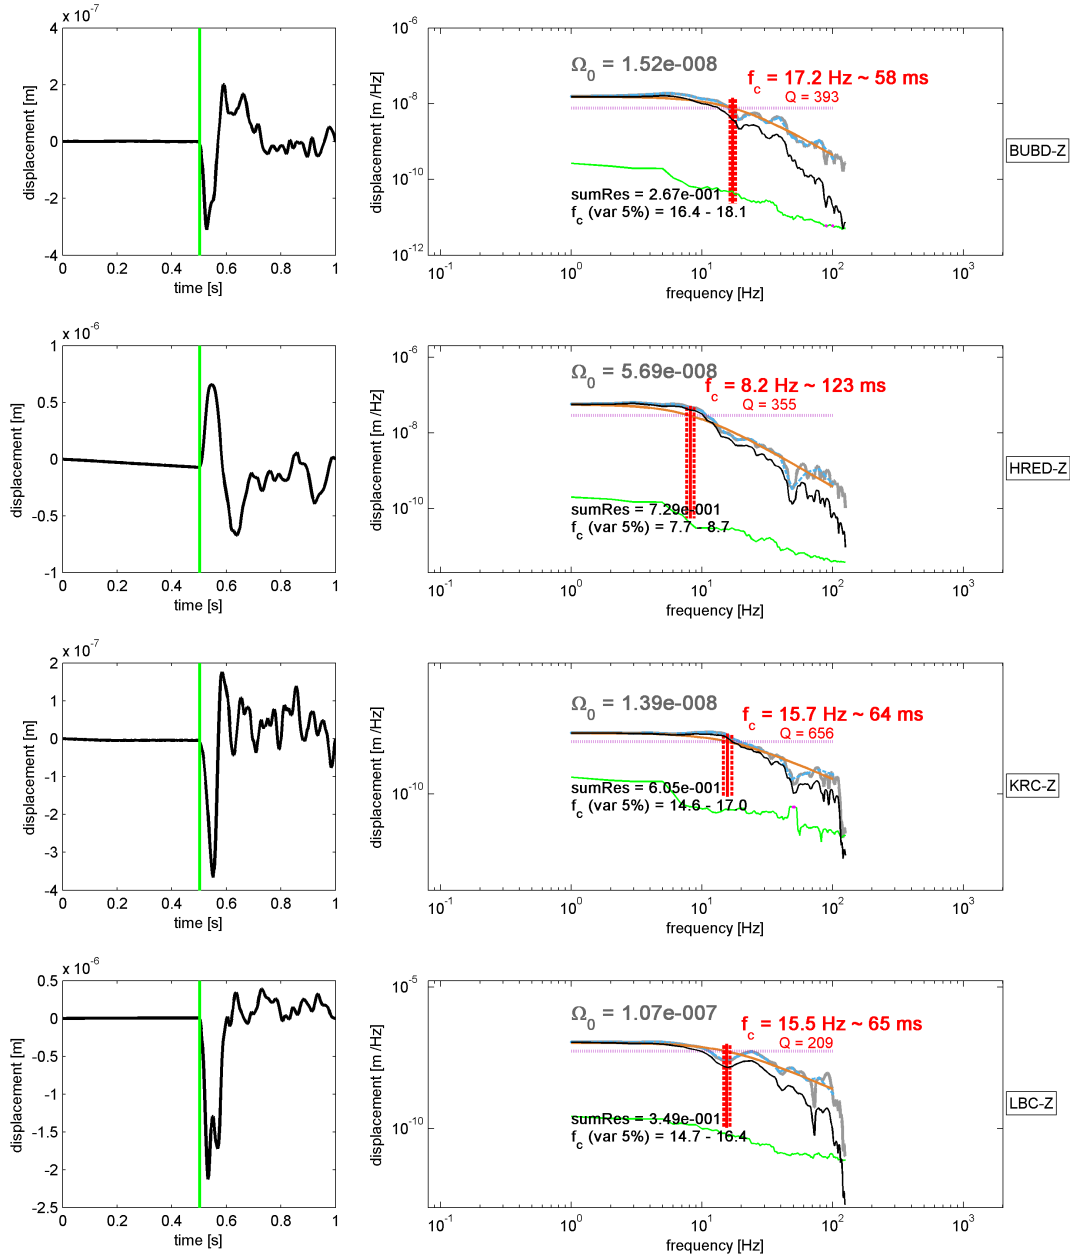 x 10^-7
4
2
0
-2
-4
0 0.2 0.4 0.6 0.8 1
time [s]
displacement [m]
10^-6
10^-8
10^-10
10^-12
displacement [m /Hz]
Ω_0 = 1.52e-008
f_c = 17.2 Hz ~ 58 ms
Q = 393
sumRes = 2.67e-001
f_c (var 5%) = 16.4 - 18.1
10^-1 10^0 10^1 10^2 10^3
frequency [Hz]
BUBD-Z
x 10^-6
1
0.5
0
-0.5
-1
0 0.2 0.4 0.6 0.8 1
time [s]
displacement [m]
10^-6
10^-8
10^-10
displacement [m /Hz]
Ω_0 = 5.69e-008
f_c = 8.2 Hz ~ 123 ms
Q = 355
sumRes = 7.29e-001
f_c (var 5%) = 7.7 - 8.7
10^-1 10^0 10^1 10^2 10^3
frequency [Hz]
HRED-Z
x 10^-7
2
1
0
-1
-2
-3
-4
0 0.2 0.4 0.6 0.8 1
time [s]
displacement [m]
10^-10
displacement [m /Hz]
Ω_0 = 1.39e-008
f_c = 15.7 Hz ~ 64 ms
Q = 656
sumRes = 6.05e-001
f_c (var 5%) = 14.6 - 17.0
10^-1 10^0 10^1 10^2 10^3
frequency [Hz]
KRC-Z
x 10^-6
0.5
0
-0.5
-1
-1.5
-2
-2.5
0 0.2 0.4 0.6 0.8 1
time [s]
displacement [m]
10^-5
10^-10
displacement [m /Hz]
Ω_0 = 1.07e-007
f_c = 15.5 Hz ~ 65 ms
Q = 209
sumRes = 3.49e-001
f_c (var 5%) = 14.7 - 16.4
10^-1 10^0 10^1 10^2 10^3
frequency [Hz]
LBC-Z